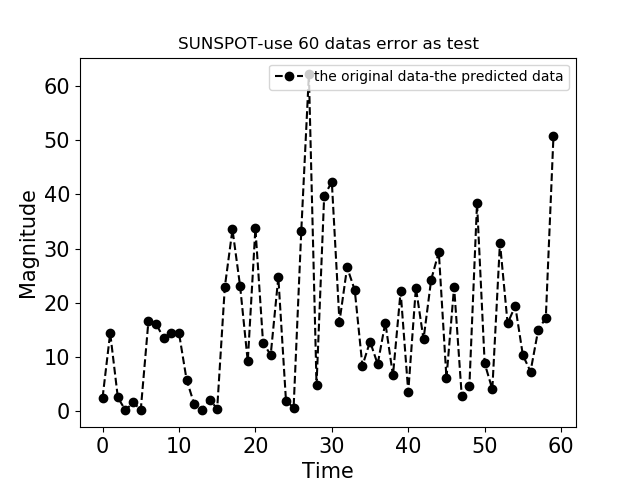 SUNSPOT-use 60 datas error as test
the original data-the predicted data
60
50
40
30
20
10
0
Magnitude
0 10 20 30 40 50 60
Time